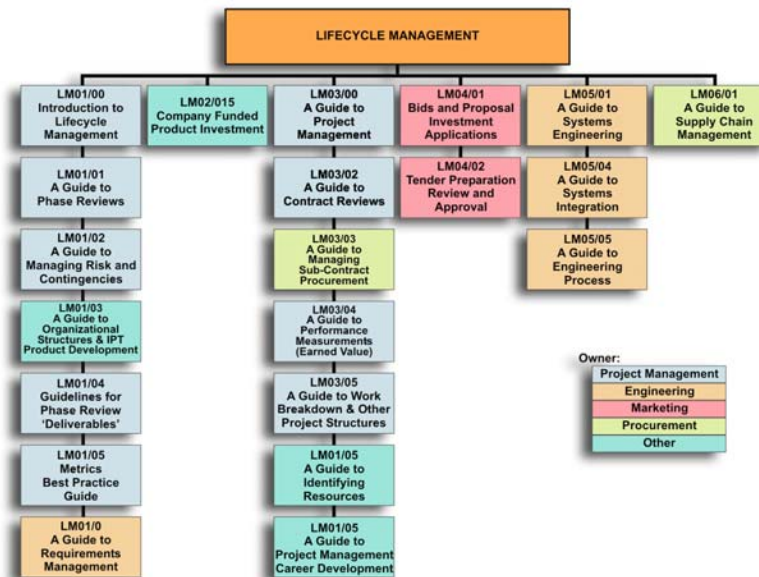 LIFECYCLE MANAGEMENT
LM01/00
Introduction to
Lifecycle
Management
LM01/01
A Guide to
Phase Reviews
LM01/02
A Guide to
Managing Risk and
Contingencies
LM01/03
A Guide to
Organizational
Structures & IPT
Product Development
LM01/04
Guidelines for
Phase Review
‘Deliverables’
LM01/05
Metrics
Best Practice
Guide
LM01/0
A Guide to
Requirements
Management
LM02/015
Company Funded
Product Investment
LM03/00
A Guide to
Project
Management
LM03/02
A Guide to
Contract Reviews
LM03/03
A Guide to
Managing
Sub-Contract
Procurement
LM03/04
A Guide to
Performance
Measurements
(Earned Value)
LM03/05
A Guide to Work
Breakdown & Other
Project Structures
LM01/05
A Guide to
Identifying
Resources
LM01/05
A Guide to
Project Management
Career Development
LM04/01
Bids and Proposal
Investment
Applications
LM04/02
Tender Preparation
Review and
Approval
LM05/01
A Guide to
Systems
Engineering
LM05/04
A Guide to
Systems
Integration
LM05/05
A Guide to
Engineering
Process
LM06/01
A Guide to
Supply Chain
Management
Owner:
Project Management
Engineering
Marketing
Procurement
Other